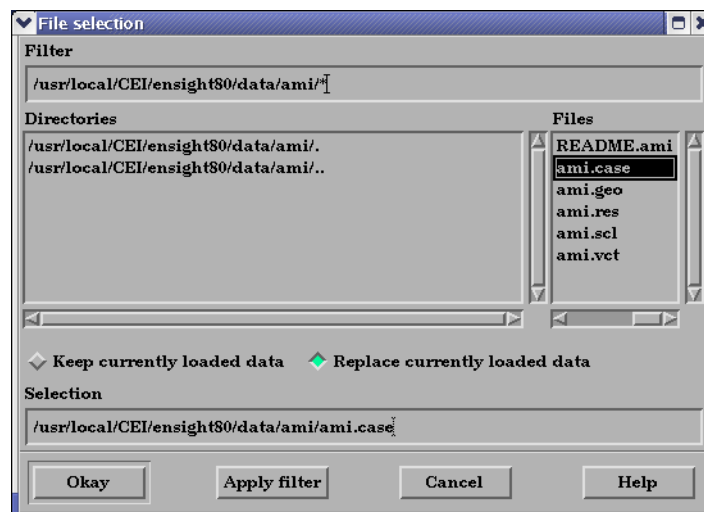 File selection
Filter
/usr/local/CEI/ensight80/data/ami/*
Directories
/usr/local/CEI/ensight80/data/ami/.
/usr/local/CEI/ensight80/data/ami/..
Files
README.ami
ami.case
ami.geo
ami.res
ami.scl
ami.vct
Keep currently loaded data
Replace currently loaded data
Selection
/usr/local/CEI/ensight80/data/ami/ami.case
Okay
Apply filter
Cancel
Help